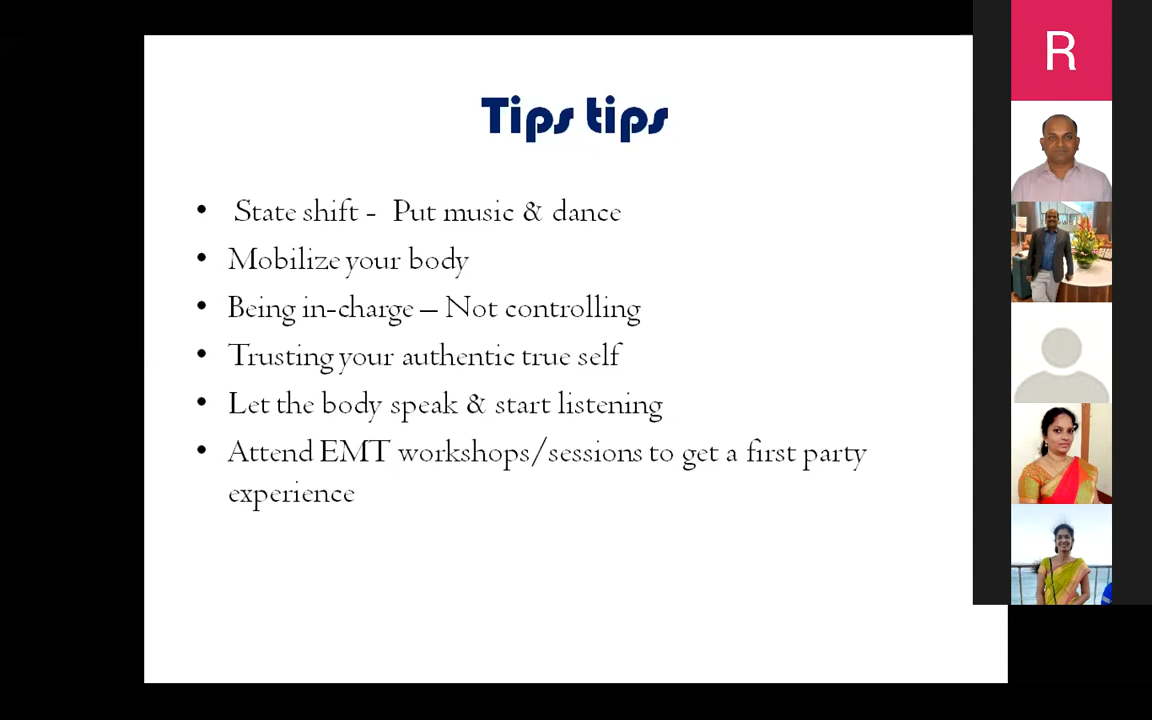 Tips tips
• State shift - Put music & dance
• Mobilize your body
• Being in-charge – Not controlling
• Trusting your authentic true self
• Let the body speak & start listening
• Attend EMT workshops/sessions to get a first party
experience
R